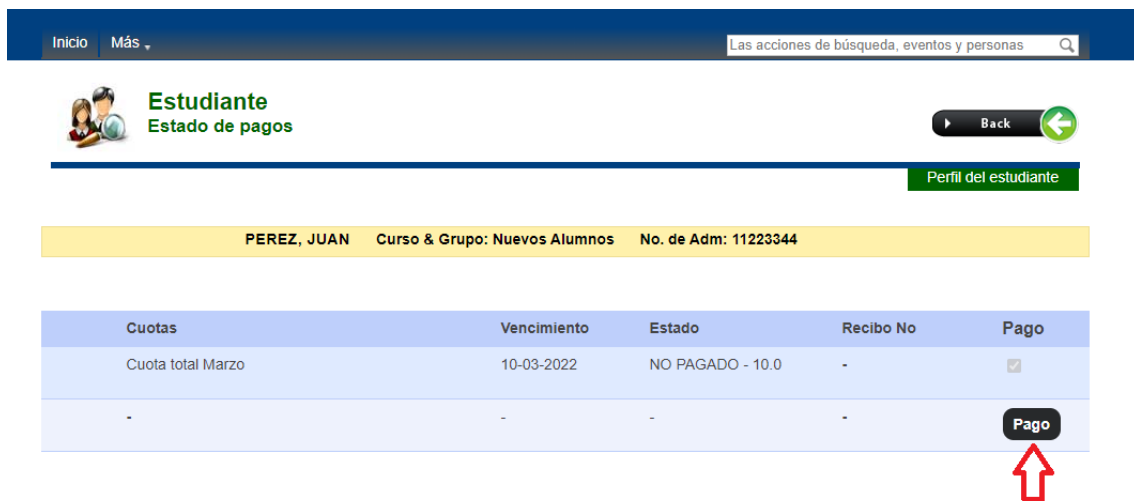 Inicio Más
Las acciones de búsqueda, eventos y personas
Estudiante
Estado de pagos
Back
Perfil del estudiante
PEREZ, JUAN Curso & Grupo: Nuevos Alumnos No. de Adm: 11223344
Cuotas Vencimiento Estado Recibo No Pago
Cuota total Marzo 10-03-2022 NO PAGADO - 10.0 -
- - - - Pago